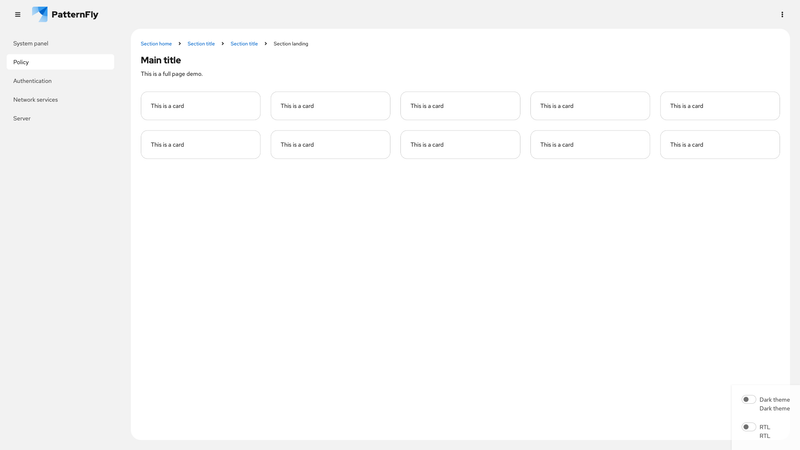 PatternFly
System panel
Policy
Authentication
Network services
Server
Section home Section title Section title Section landing
Main title
This is a full page demo.
This is a card This is a card This is a card This is a card This is a card
This is a card This is a card This is a card This is a card This is a card
Dark theme
Dark theme
RTL
RTL